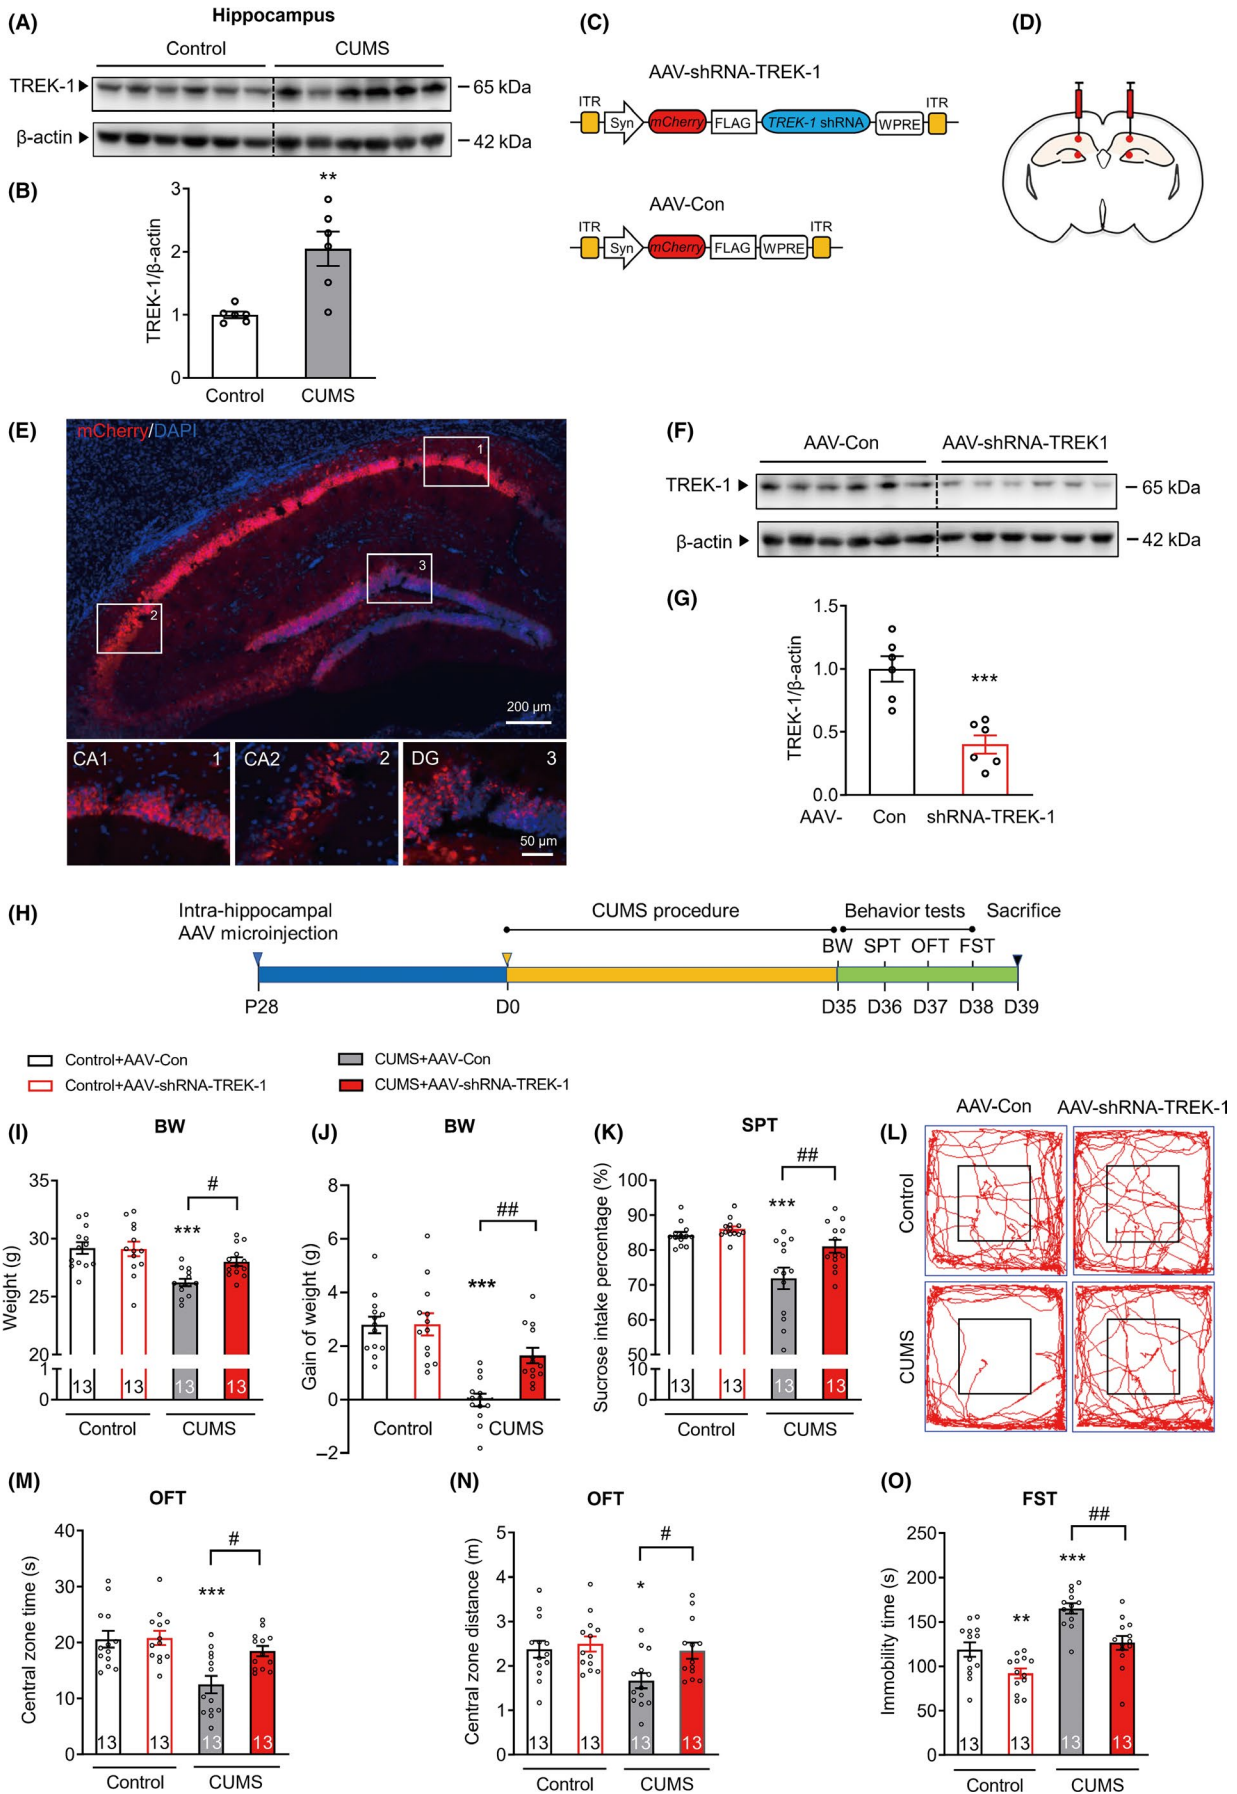 (A)
Hippocampus
Control CUMS
TREK-1 65 kDa
β-actin 42 kDa
(B)
**
TREK-1/β-actin
3
2
1
0
Control CUMS
(C)
AAV-shRNA-TREK-1
ITR Syn mCherry FLAG TREK-1 shRNA WPRE ITR
AAV-Con
ITR Syn mCherry FLAG WPRE ITR
(D)
(E)
mCherry/DAPI
1
2
3
200 µm
CA1 1
CA2 2
DG 3
50 µm
(F)
AAV-Con AAV-shRNA-TREK1
TREK-1 65 kDa
β-actin 42 kDa
(G)
TREK-1/β-actin
1.5
1.0
0.5
0.0
***
AAV- Con shRNA-TREK-1
(H)
Intra-hippocampal
AAV microinjection
CUMS procedure
Behavior tests
Sacrifice
BW SPT OFT FST
P28 D0 D35 D36 D37 D38 D39
Control+AAV-Con
Control+AAV-shRNA-TREK-1
CUMS+AAV-Con
CUMS+AAV-shRNA-TREK-1
(I)
BW
Weight (g)
35
30
25
20
1
0
***
#
13 13 13 13
Control CUMS
(J)
BW
Gain of weight (g)
8
6
4
2
0
–2
***
##
Control CUMS
(K)
SPT
Sucrose intake percentage (%)
100
90
80
70
60
50
10
0
***
##
13 13 13 13
Control CUMS
(L)
AAV-Con AAV-shRNA-TREK-1
Control
CUMS
(M)
OFT
Central zone time (s)
40
30
20
10
0
***
#
13 13 13 13
Control CUMS
(N)
OFT
Central zone distance (m)
5
4
3
2
1
0
*
#
13 13 13 13
Control CUMS
(O)
FST
Immobility time (s)
250
200
150
100
50
0
**
***
##
13 13 13 13
Control CUMS